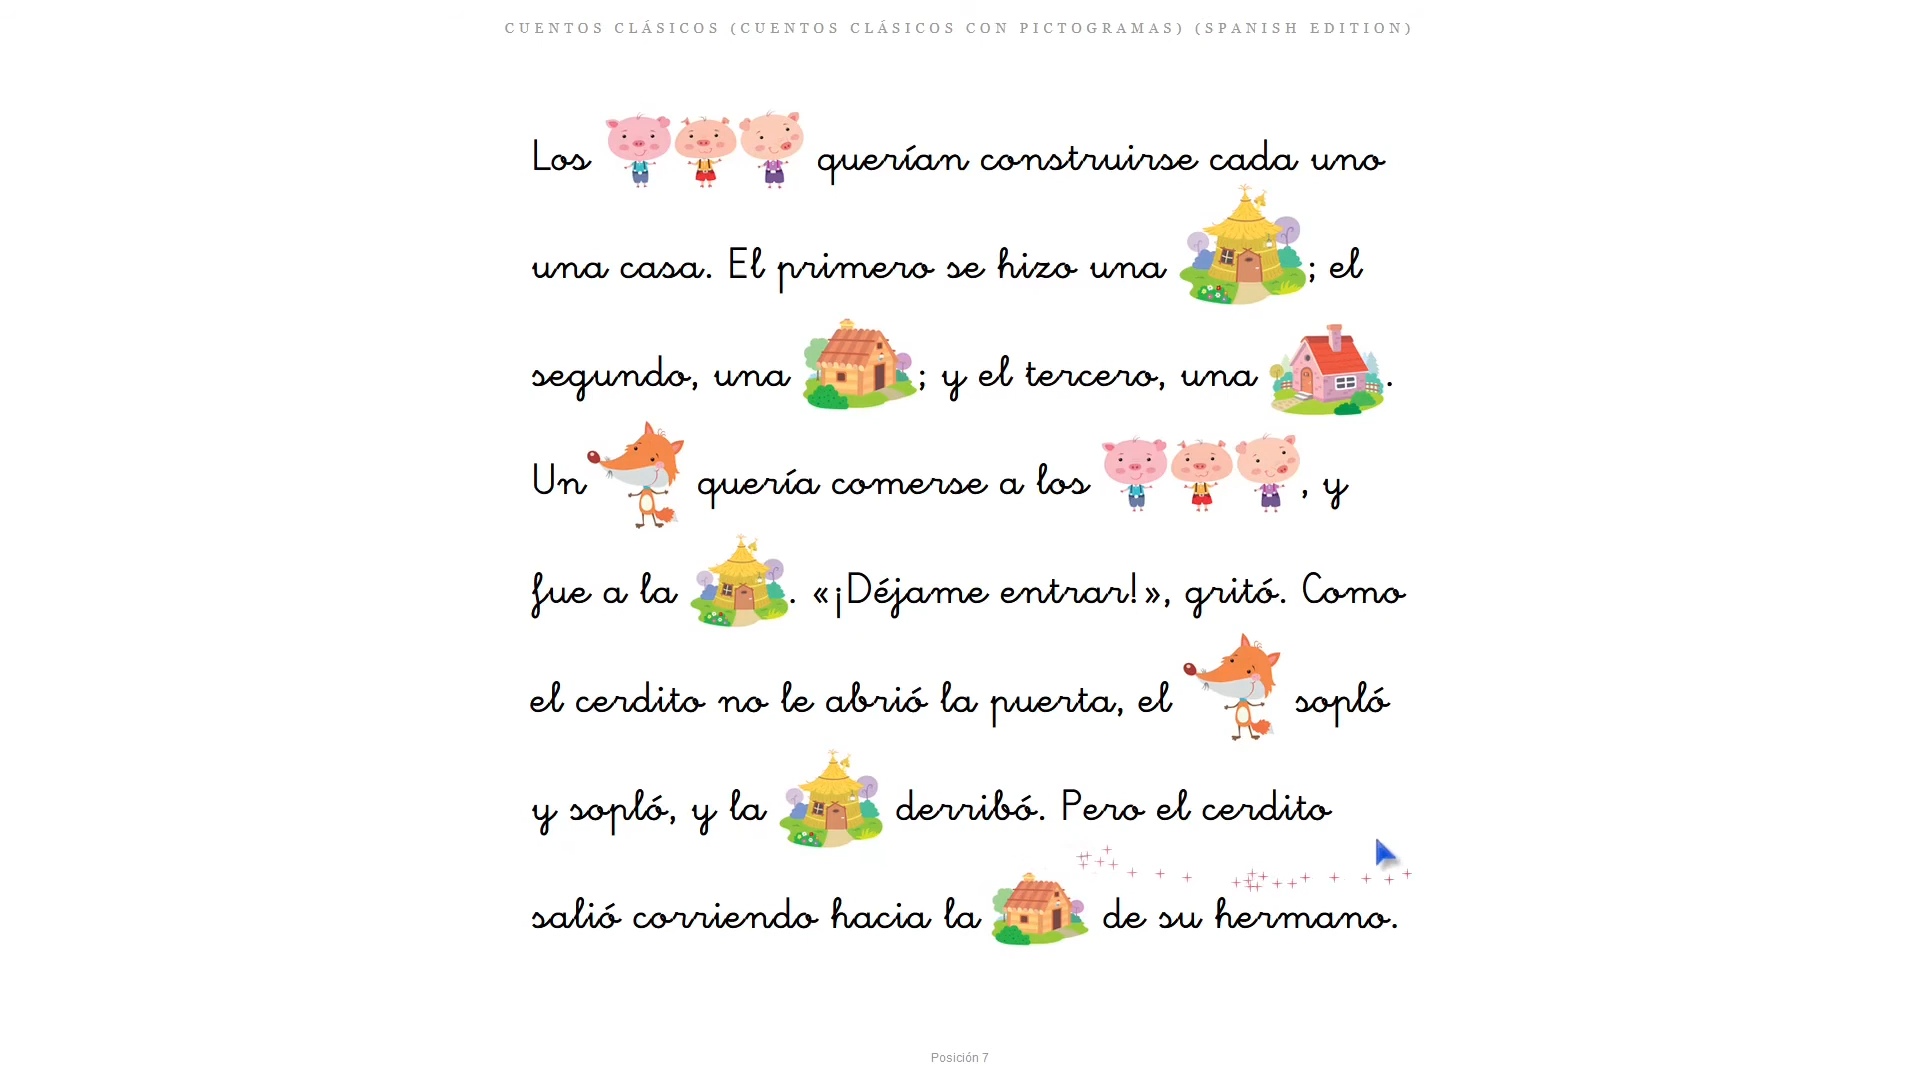 CUENTOS CLÁSICOS (CUENTOS CLÁSICOS CON PICTOGRAMAS) (SPANISH EDITION)
Los querían construirse cada uno
una casa. El primero se hizo una ; el
segundo, una ; y el tercero, una .
Un quería comerse a los , y
fue a la . «¡Déjame entrar!», gritó. Como
el cerdito no le abrió la puerta, el sopló
y sopló, y la derribó. Pero el cerdito
salió corriendo hacia la de su hermano.
Posición 7